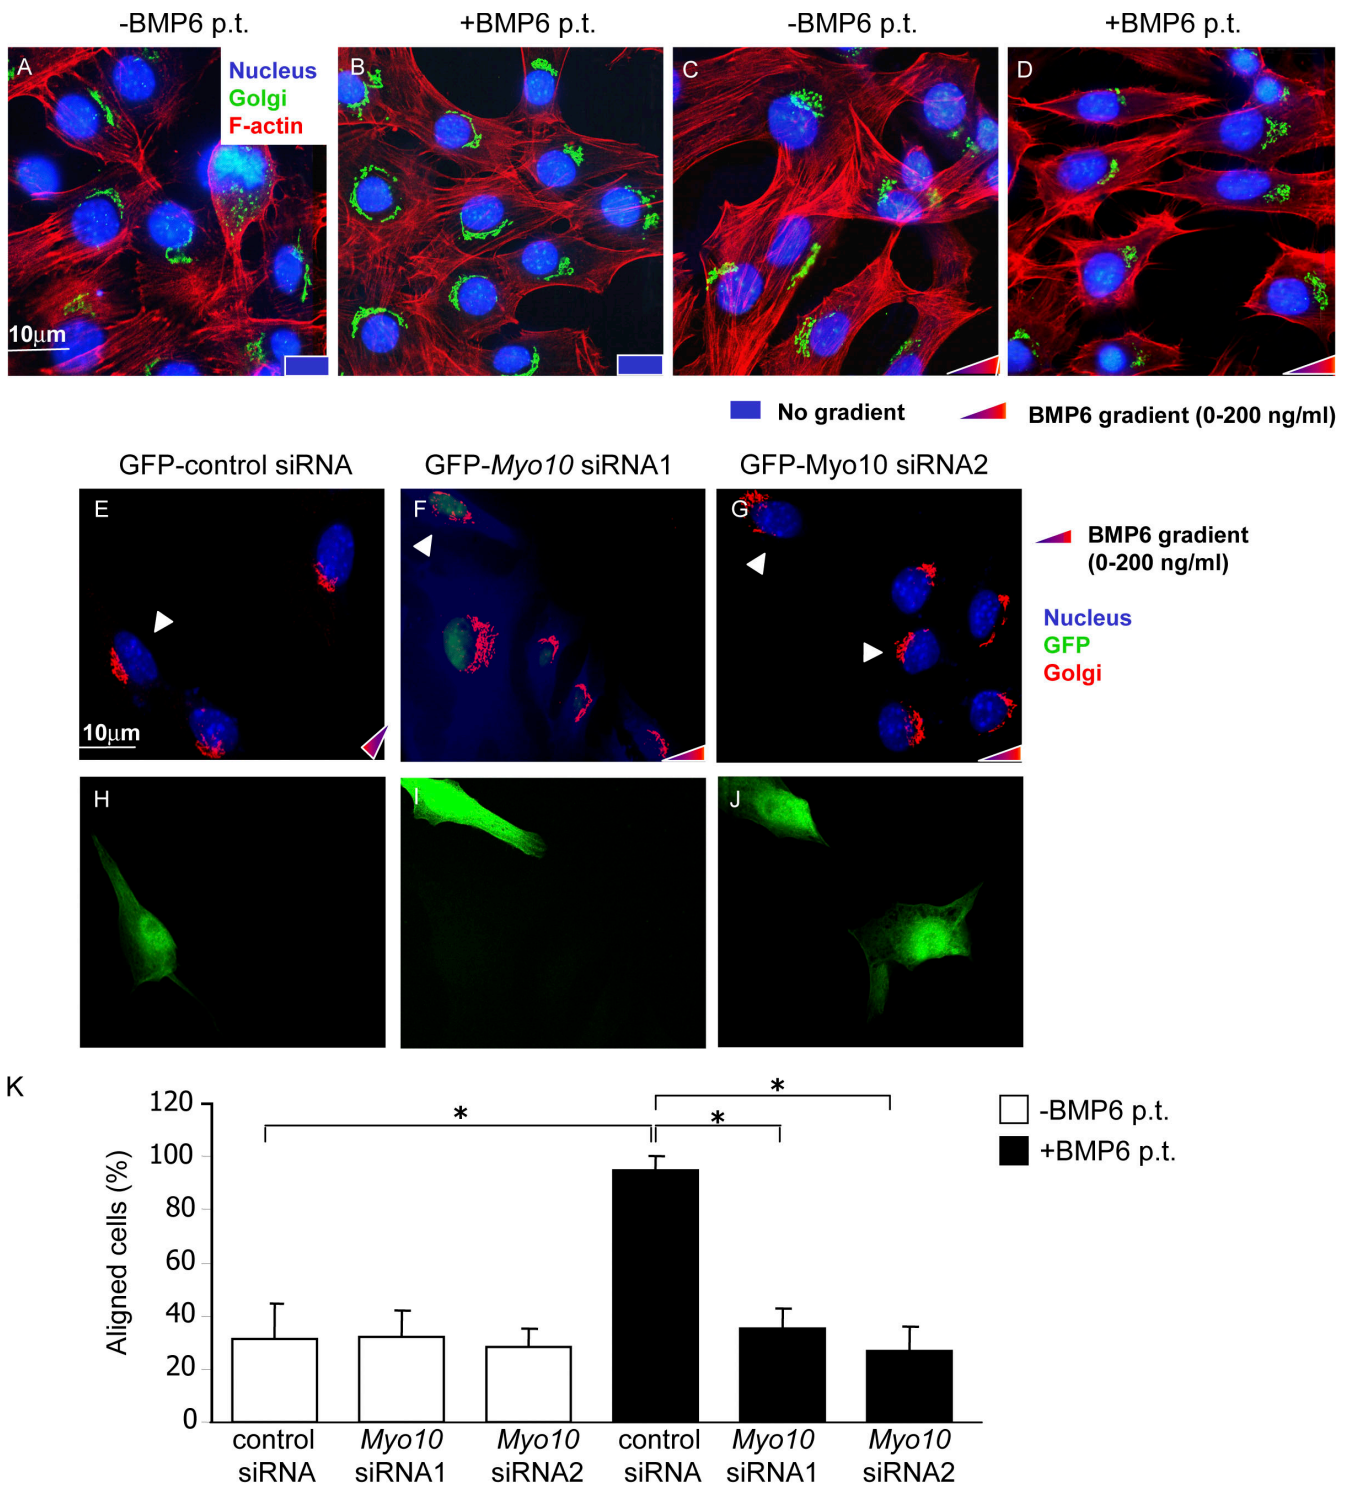 -BMP6 p.t. +BMP6 p.t. -BMP6 p.t. +BMP6 p.t.
A B C D
Nucleus
Golgi
F-actin
10μm
No gradient BMP6 gradient (0-200 ng/ml)
GFP-control siRNA GFP-Myo10 siRNA1 GFP-Myo10 siRNA2
E F G
BMP6 gradient
(0-200 ng/ml)
Nucleus
GFP
Golgi
10μm
H I J
K
120
100
80
60
40
20
0
Aligned cells (%)
* * *
-BMP6 p.t.
+BMP6 p.t.
control Myo10 Myo10 control Myo10 Myo10
siRNA siRNA1 siRNA2 siRNA siRNA1 siRNA2